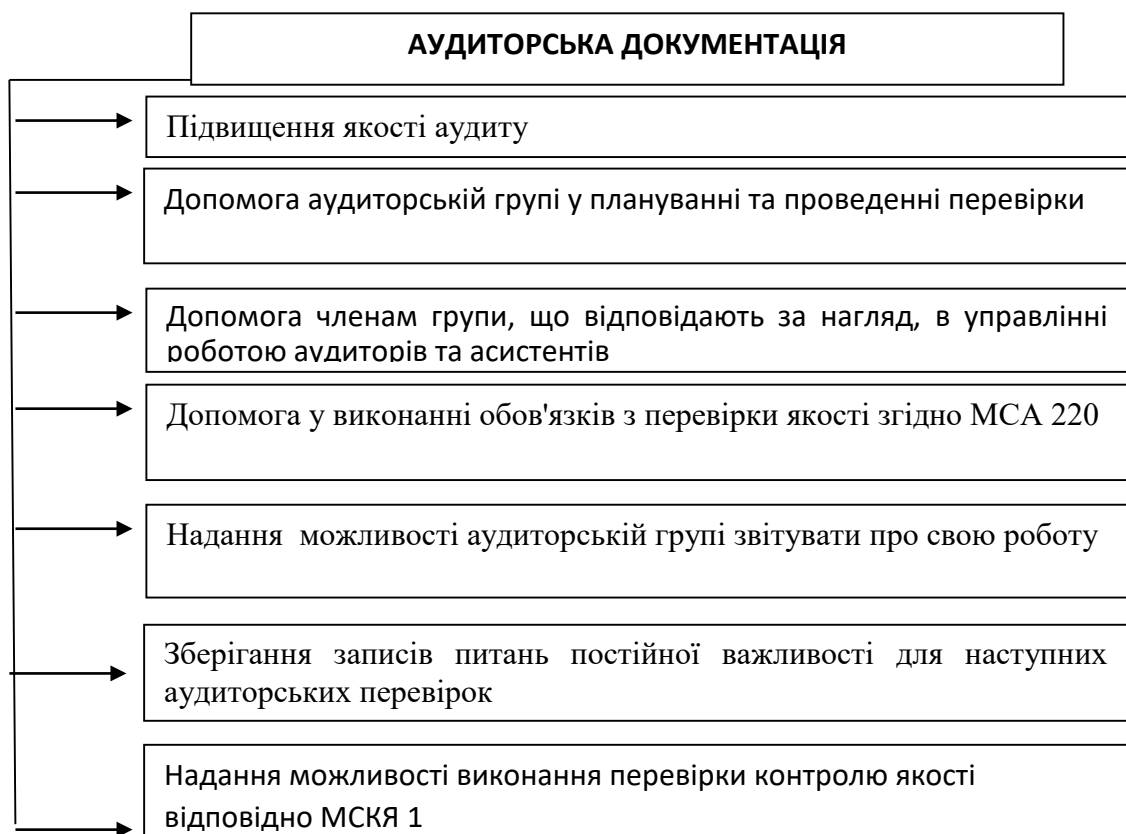 АУДИТОРСЬКА ДОКУМЕНТАЦІЯ
Підвищення якості аудиту
Допомога аудиторській групі у плануванні та проведенні перевірки
Допомога членам групи, що відповідають за нагляд, в управлінні
роботою аудиторів та асистентів
Допомога у виконанні обов'язків з перевірки якості згідно МСА 220
Надання можливості аудиторській групі звітувати про свою роботу
Зберігання записів питань постійної важливості для наступних
аудиторських перевірок
Надання можливості виконання перевірки контролю якості
відповідно МСКЯ 1